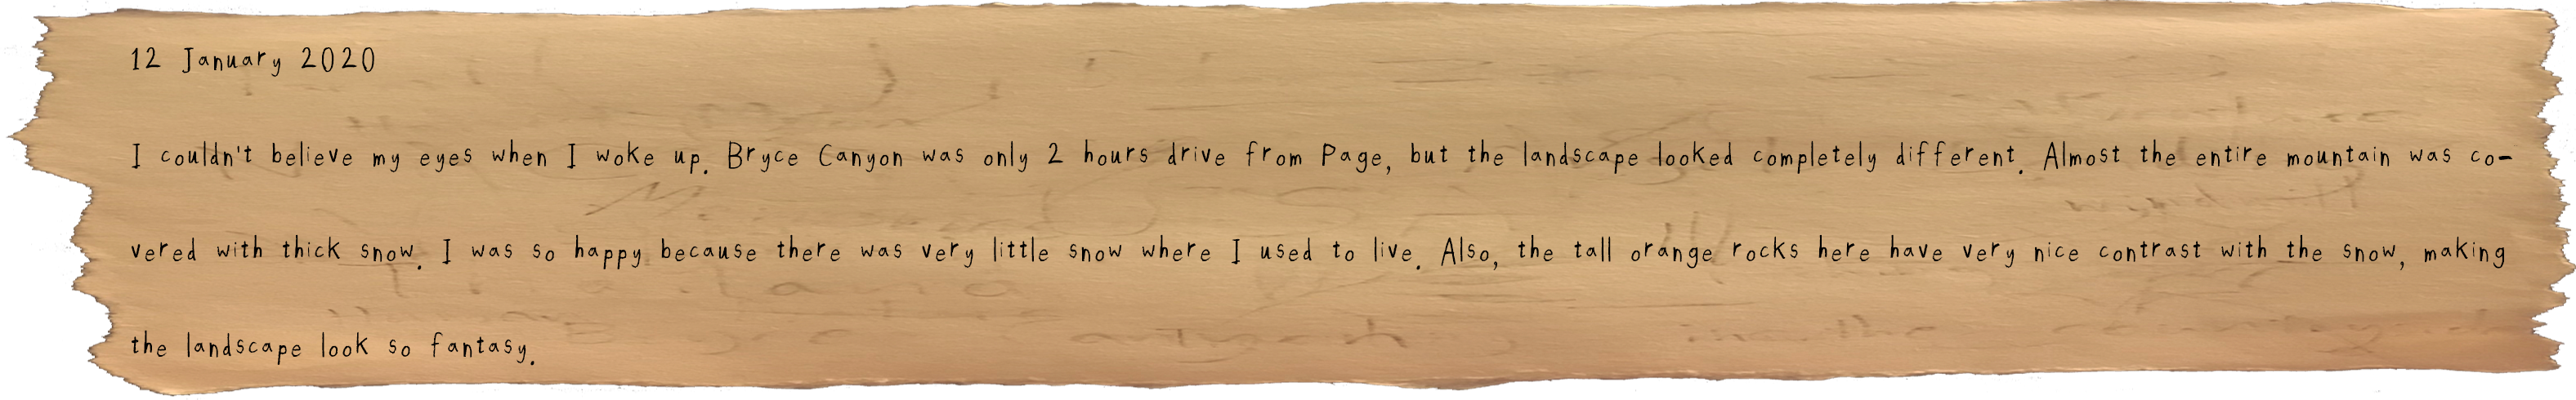 12 January 2020
I couldn't believe my eyes when I woke up. Bryce Canyon was only 2 hours drive from Page, but the landscape looked completely different. Almost the entire mountain was co-
vered with thick snow. I was so happy because there was very little snow where I used to live. Also, the tall orange rocks here have very nice contrast with the snow, making
the landscape look so fantasy.